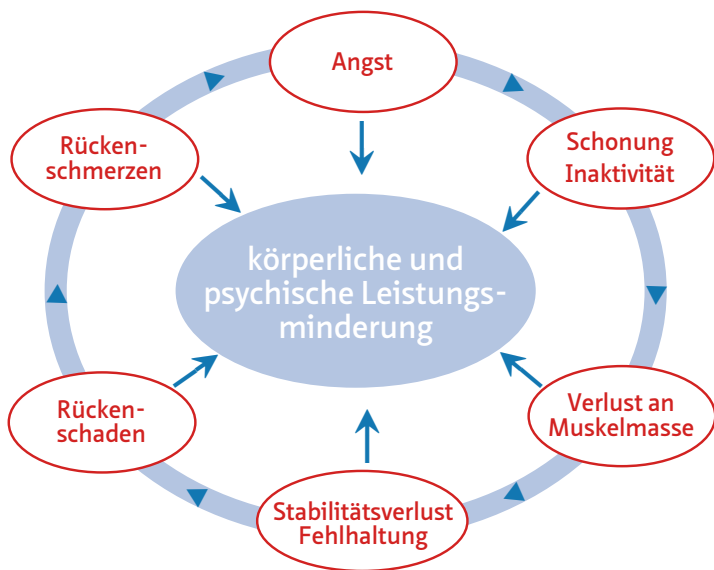 Angst
Rücken-
schmerzen
Schonung
Inaktivität
körperliche und
psychische Leistungs-
minderung
Rücken-
schaden
Verlust an
Muskelmasse
Stabilitätsverlust
Fehlhaltung